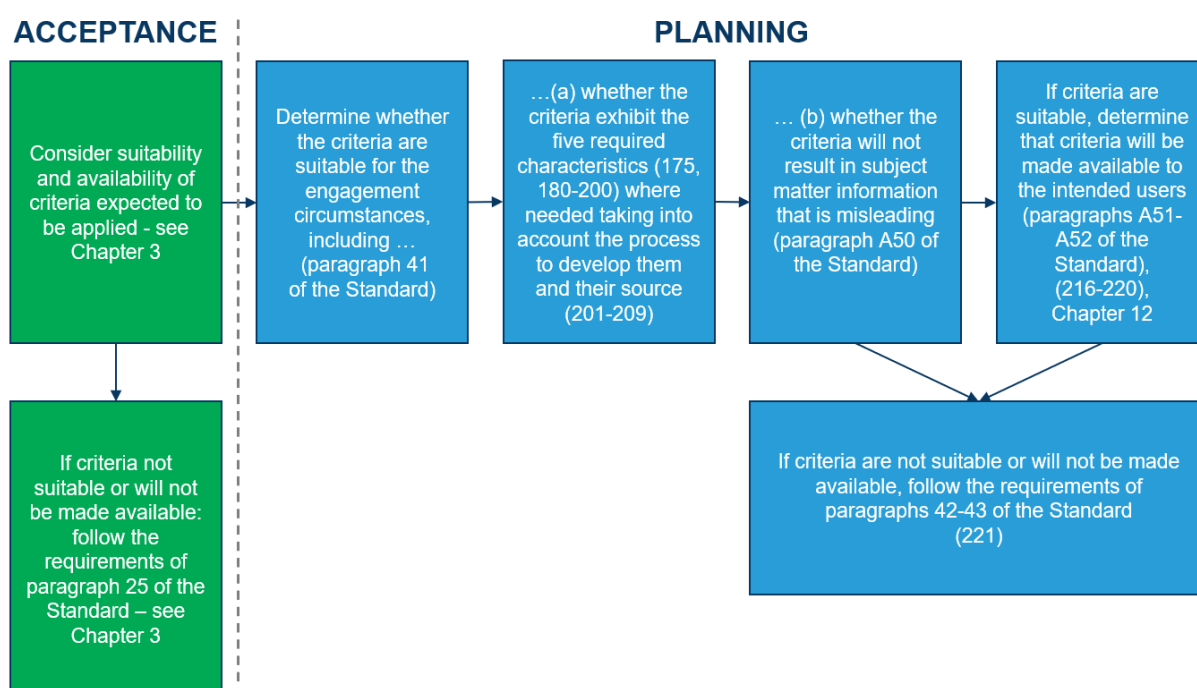 ACCEPTANCE
PLANNING
Consider suitability
and availability of
criteria expected to
be applied - see
Chapter 3
Determine whether
the criteria are
suitable for the
engagement
circumstances,
including …
(paragraph 41
of the Standard)
…(a) whether the
criteria exhibit the
five required
characteristics (175,
180-200) where
needed taking into
account the process
to develop them
and their source
(201-209)
… (b) whether the
criteria will not
result in subject
matter information
that is misleading
(paragraph A50 of
the Standard)
If criteria are
suitable, determine
that criteria will be
made available to
the intended users
(paragraphs A51-
A52 of the
Standard),
(216-220),
Chapter 12
If criteria not
suitable or will not
be made available:
follow the
requirements of
paragraph 25 of the
Standard – see
Chapter 3
If criteria are not suitable or will not be made
available, follow the requirements of
paragraphs 42-43 of the Standard
(221)